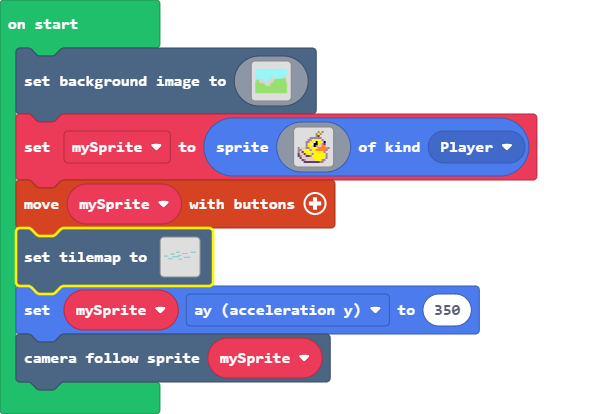 on start
set background image to
set mySprite to sprite of kind Player
move mySprite with buttons
set tilemap to
set mySprite ay (acceleration y) to 350
camera follow sprite mySprite